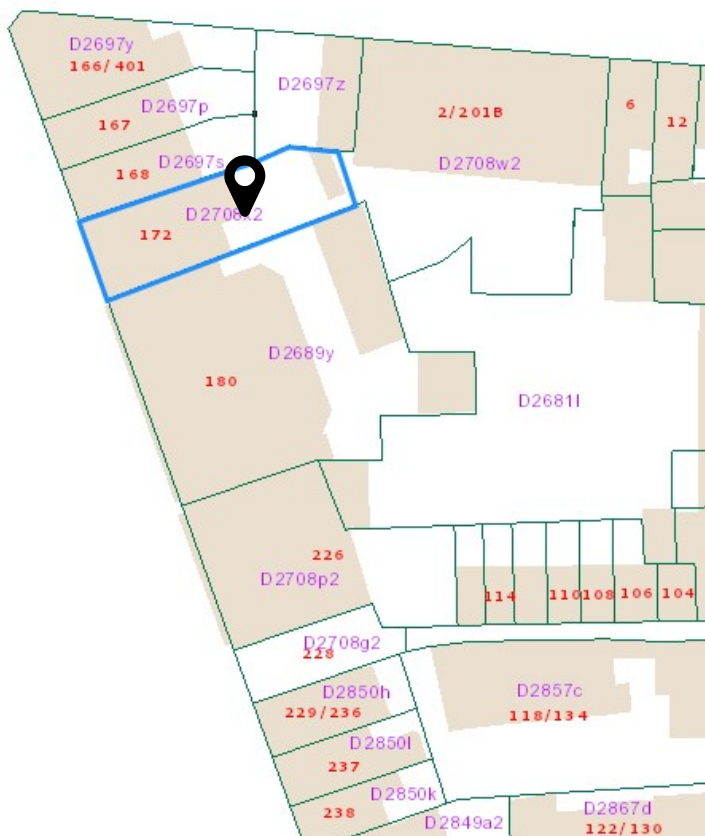 D2697y
166/401
D2697z
D2697p
167
2/201B
6
12
D2697s
168
D2708w2
D2708x2
172
D2689y
180
D2681l
226
D2708p2
114
110
108
106
104
D2708g2
228
D2850h
229/236
D2857c
118/134
D2850l
237
D2850k
238
D2849a2
D2867d
122/130